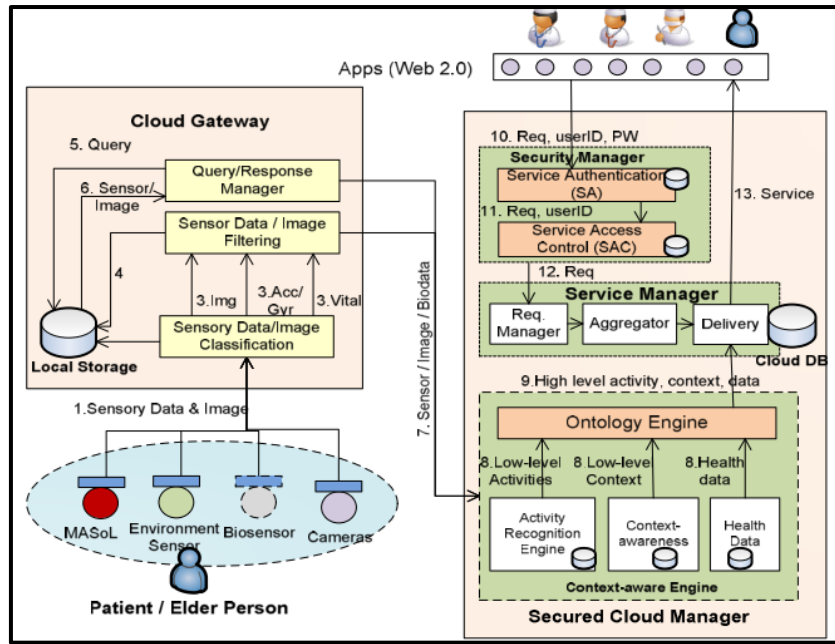 Apps (Web 2.0)
Cloud Gateway
5. Query
Query/Response
Manager
6. Sensor/
Image
Sensor Data / Image
Filtering
4
3.Img
3.Acc/
Gyr
3.Vital
Sensory Data/Image
Classification
Local Storage
1.Sensory Data & Image
MASoL
Environment
Sensor
Biosensor
Cameras
Patient / Elder Person
7. Sensor / Image / Biodata
10. Req, userID, PW
Security Manager
Service Authentication
(SA)
11. Req, userID
Service Access
Control (SAC)
13. Service
12. Req
Service Manager
Req.
Manager
Aggregator
Delivery
Cloud DB
9.High level activity, context, data
Ontology Engine
8.Low-level
Activities
8.Low-level
Context
8.Health
data
Activity
Recognition
Engine
Context-
awareness
Health
Data
Context-aware Engine
Secured Cloud Manager